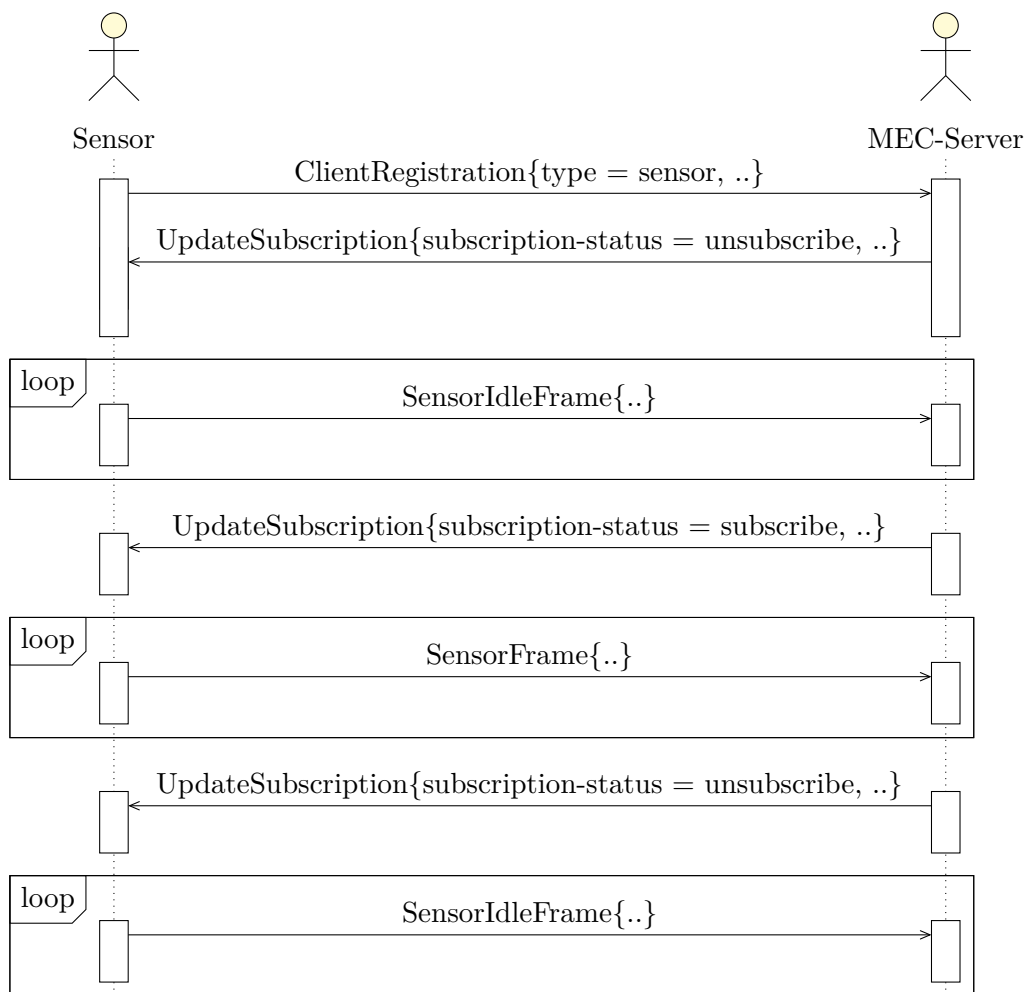 Sensor
MEC-Server
ClientRegistration{type = sensor, ..}
UpdateSubscription{subscription-status = unsubscribe, ..}
loop
SensorIdleFrame{..}
UpdateSubscription{subscription-status = subscribe, ..}
loop
SensorFrame{..}
UpdateSubscription{subscription-status = unsubscribe, ..}
loop
SensorIdleFrame{..}